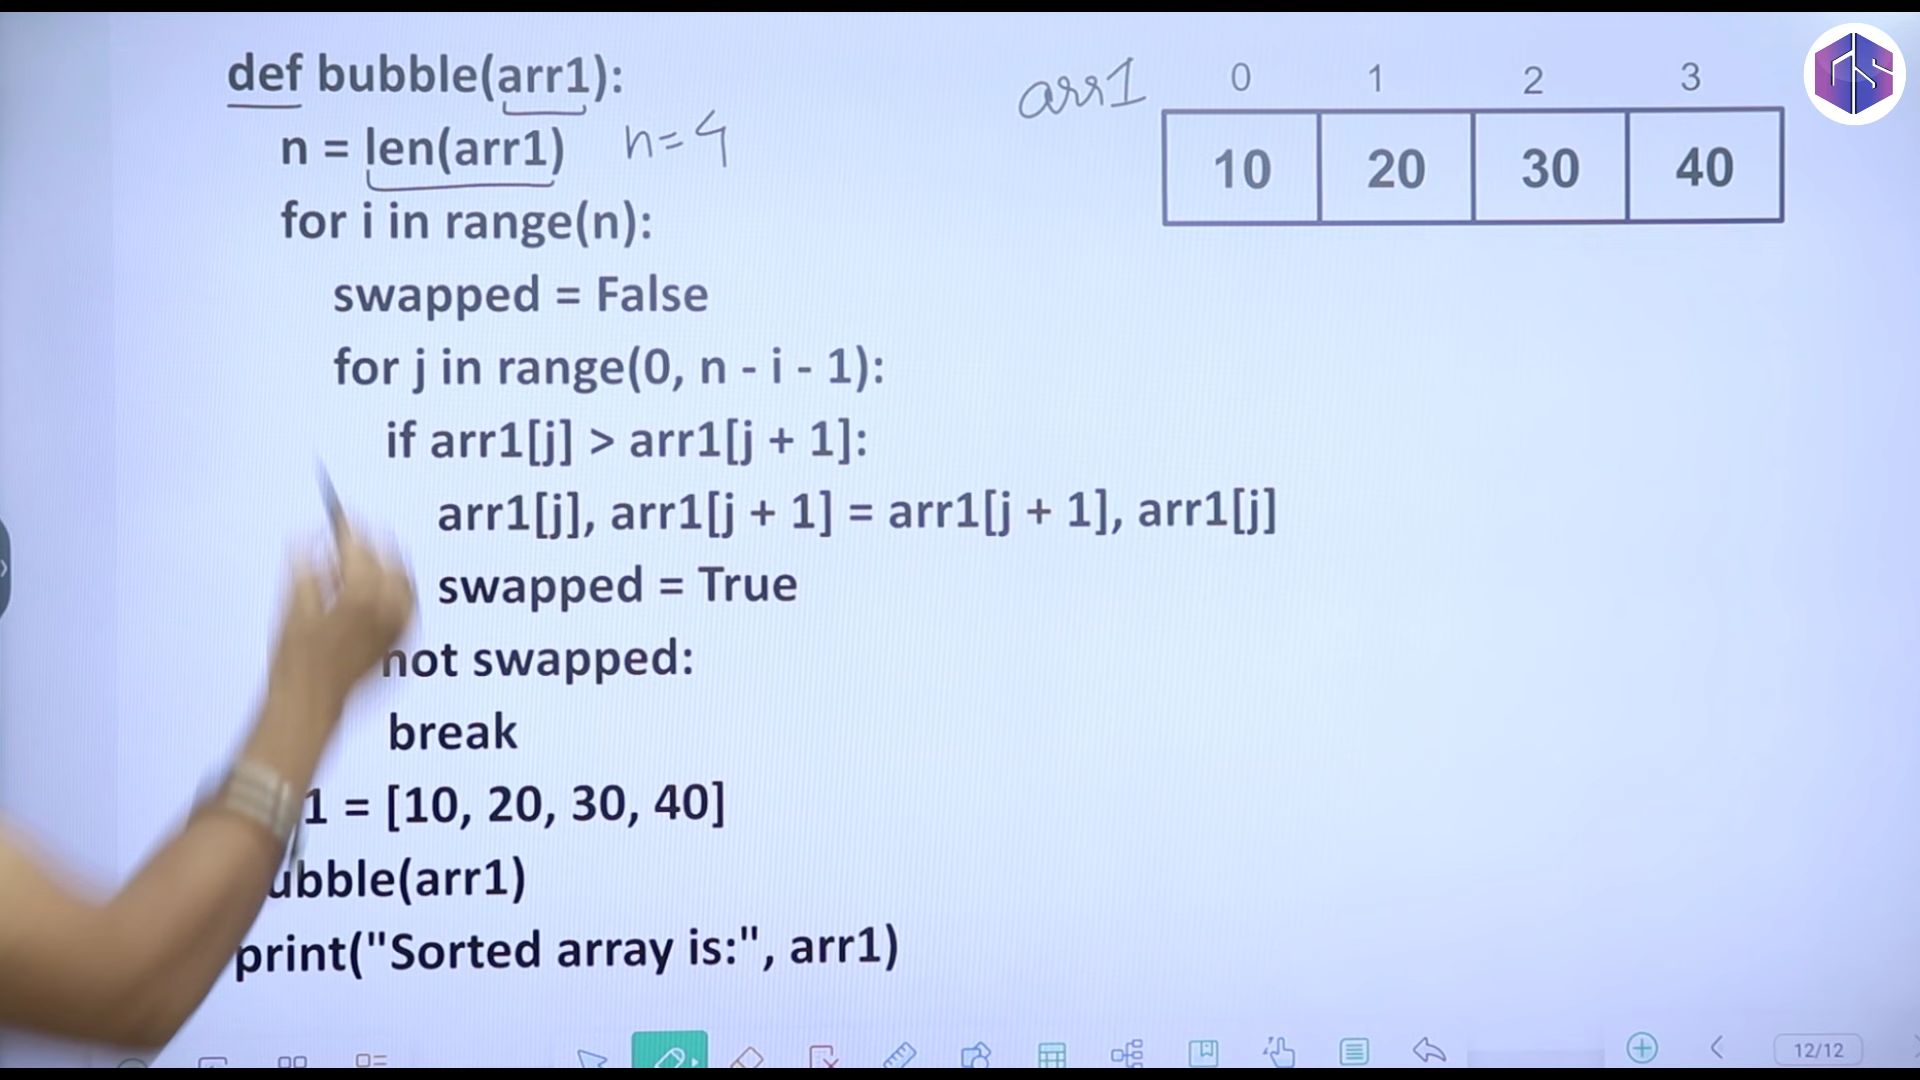 def bubble(arr1):
n = len(arr1) n=4
for i in range(n):
swapped = False
for j in range(0, n - i - 1):
if arr1[j] > arr1[j + 1]:
arr1[j], arr1[j + 1] = arr1[j + 1], arr1[j]
swapped = True
not swapped:
break
1 = [10, 20, 30, 40]
ubble(arr1)
print("Sorted array is:", arr1)
arr1 0 1 2 3
10 20 30 40
12/12